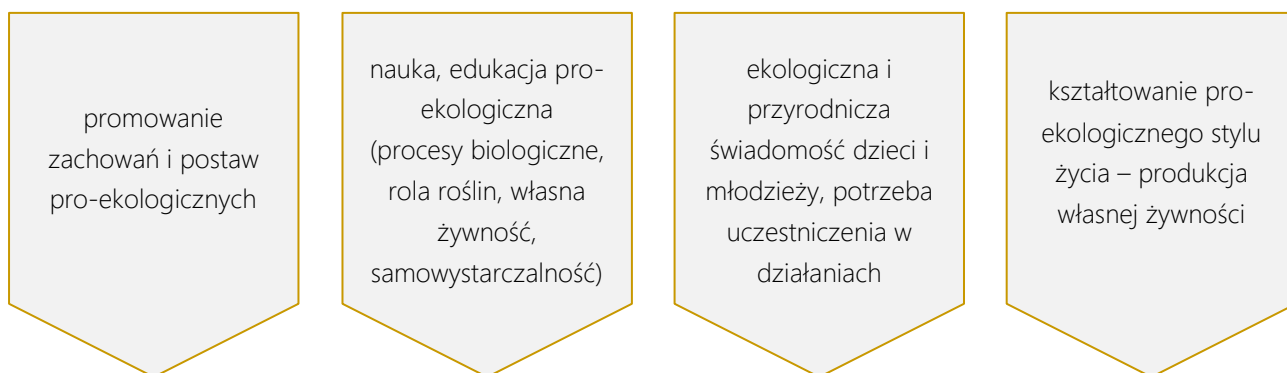 promowanie
zachowań i postaw
pro-ekologicznych
nauka, edukacja pro-
ekologiczna
(procesy biologiczne,
rola roślin, własna
żywność,
samowystarczalność)
ekologiczna i
przyrodnicza
świadomość dzieci i
młodzieży, potrzeba
uczestniczenia w
działaniach
kształtowanie pro-
ekologicznego stylu
życia – produkcja
własnej żywności